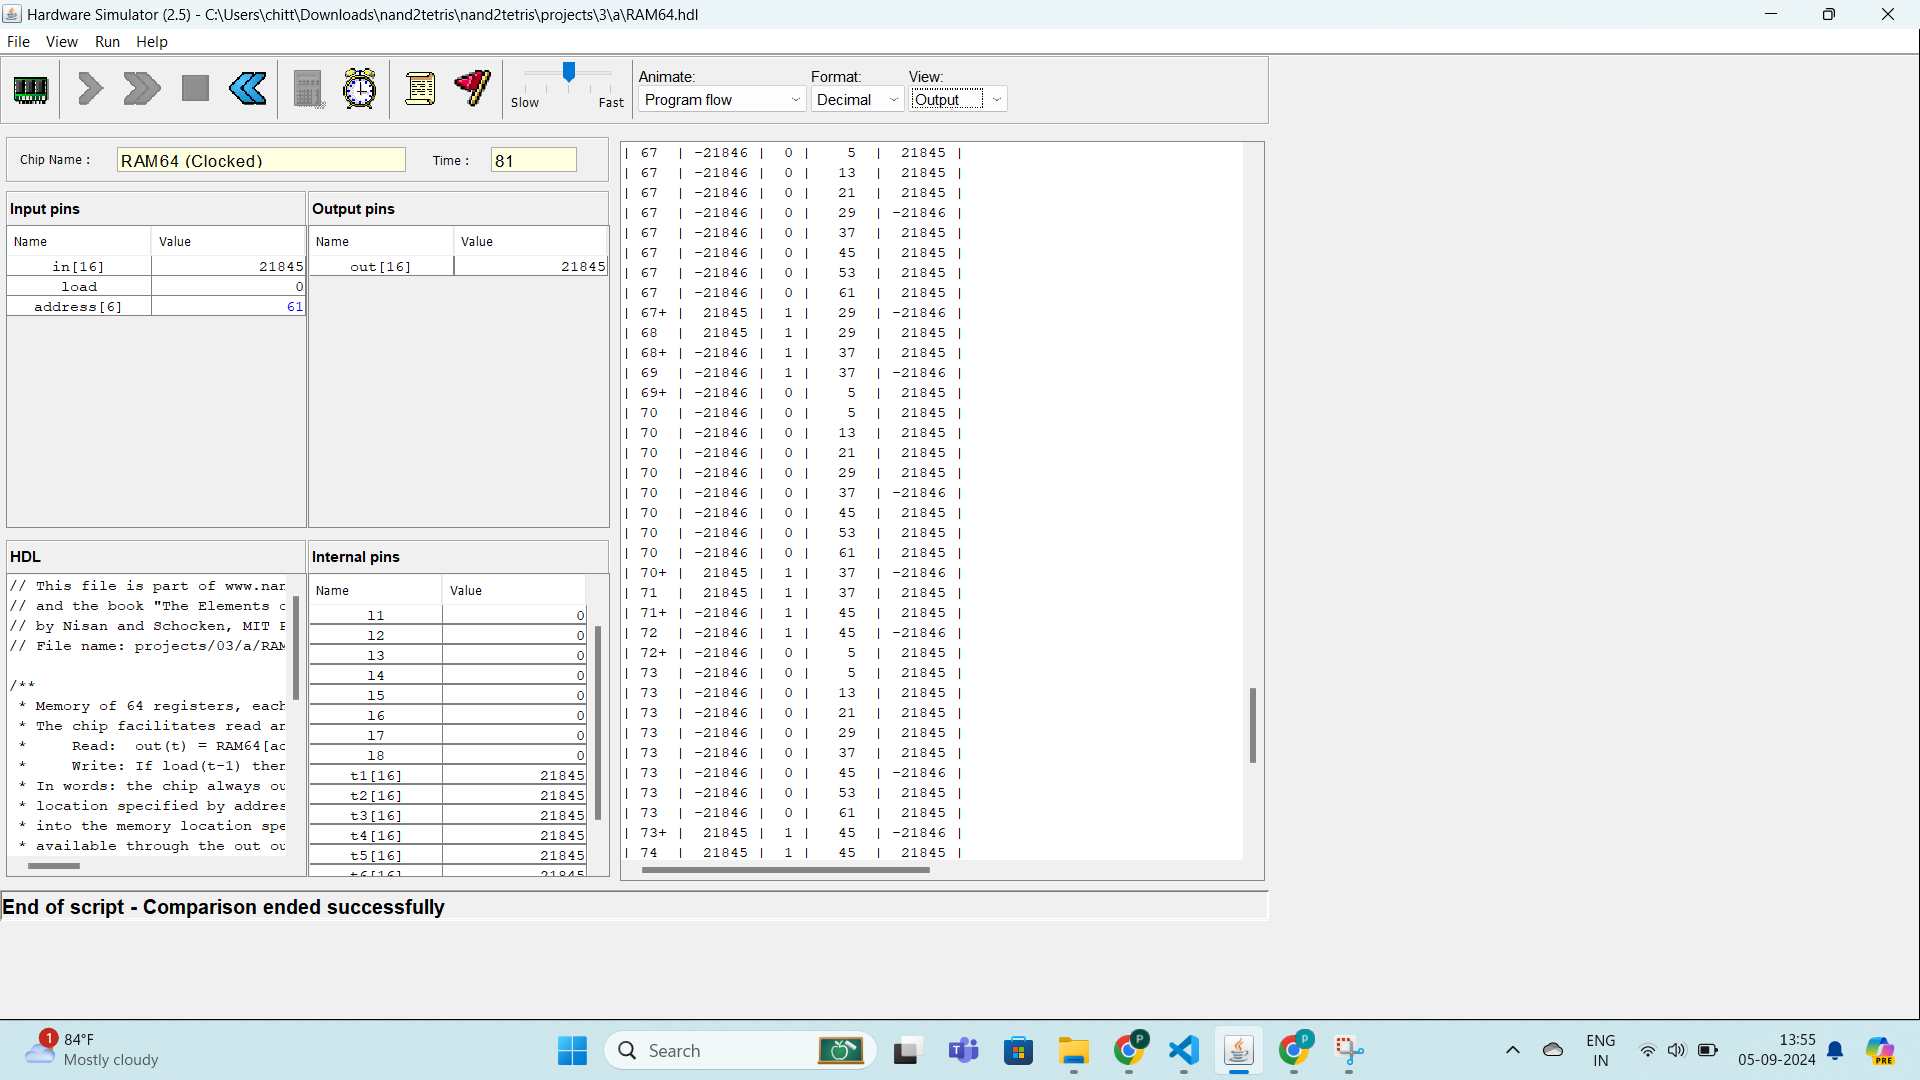 Hardware Simulator (2.5) - C:\Users\chitt\Downloads\nand2tetris\nand2tetris\projects\3\a\RAM64.hdl
File View Run Help
Animate: Format: View:
Slow Fast Program flow Decimal Output
Chip Name : RAM64 (Clocked) Time : 81
Input pins
Name Value
in[16] 21845
load 0
address[6] 61
Output pins
Name Value
out[16] 21845
HDL
// This file is part of www.nan
// and the book "The Elements
// by Nisan and Schocken, MIT
// File name: projects/03/a/RAM
/**
* Memory of 64 registers, each
* The chip facilitates read an
* Read: out(t) = RAM64[ad
* Write: If load(t-1) then
* In words: the chip always ou
* location specified by addres
* into the memory location spe
* available through the out ou
Internal pins
Name Value
l1 0
l2 0
l3 0
l4 0
l5 0
l6 0
l7 0
l8 0
t1[16] 21845
t2[16] 21845
t3[16] 21845
t4[16] 21845
t5[16] 21845
t6[16] 21845
| 67 | -21846 | 0 | 5 | 21845 |
| 67 | -21846 | 0 | 13 | 21845 |
| 67 | -21846 | 0 | 21 | 21845 |
| 67 | -21846 | 0 | 29 | -21846 |
| 67 | -21846 | 0 | 37 | 21845 |
| 67 | -21846 | 0 | 45 | 21845 |
| 67 | -21846 | 0 | 53 | 21845 |
| 67 | -21846 | 0 | 61 | 21845 |
| 67+ | 21845 | 1 | 29 | -21846 |
| 68 | 21845 | 1 | 29 | 21845 |
| 68+ | -21846 | 1 | 37 | 21845 |
| 69 | -21846 | 1 | 37 | -21846 |
| 69+ | -21846 | 0 | 5 | 21845 |
| 70 | -21846 | 0 | 5 | 21845 |
| 70 | -21846 | 0 | 13 | 21845 |
| 70 | -21846 | 0 | 21 | 21845 |
| 70 | -21846 | 0 | 29 | 21845 |
| 70 | -21846 | 0 | 37 | -21846 |
| 70 | -21846 | 0 | 45 | 21845 |
| 70 | -21846 | 0 | 53 | 21845 |
| 70 | -21846 | 0 | 61 | 21845 |
| 70+ | 21845 | 1 | 37 | -21846 |
| 71 | 21845 | 1 | 37 | 21845 |
| 71+ | -21846 | 1 | 45 | 21845 |
| 72 | -21846 | 1 | 45 | -21846 |
| 72+ | -21846 | 0 | 5 | 21845 |
| 73 | -21846 | 0 | 5 | 21845 |
| 73 | -21846 | 0 | 13 | 21845 |
| 73 | -21846 | 0 | 21 | 21845 |
| 73 | -21846 | 0 | 29 | 21845 |
| 73 | -21846 | 0 | 37 | 21845 |
| 73 | -21846 | 0 | 45 | -21846 |
| 73 | -21846 | 0 | 53 | 21845 |
| 73 | -21846 | 0 | 61 | 21845 |
| 73+ | 21845 | 1 | 45 | -21846 |
| 74 | 21845 | 1 | 45 | 21845 |
End of script - Comparison ended successfully
1 84°F
Mostly cloudy
Search
P
P
ENG
IN
13:55
05-09-2024
PRE